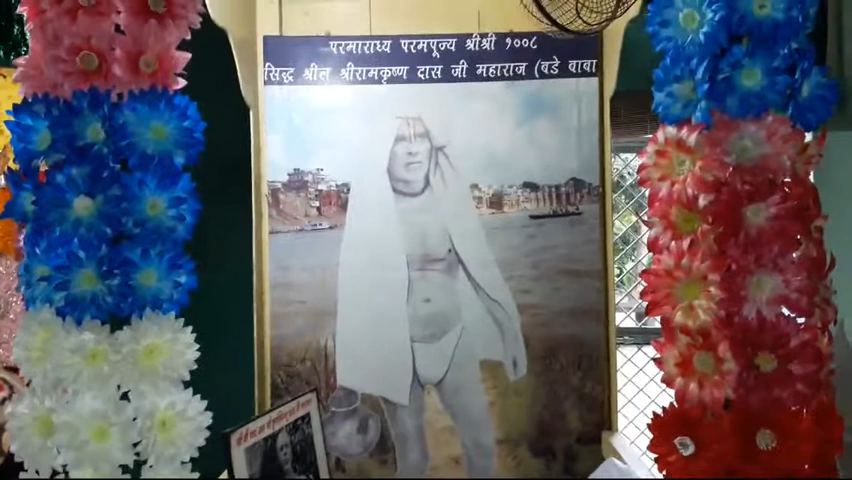 परमाराध्य परमपूज्य श्रीश्री १००८
सिद्ध श्रील श्रीरामकृष्ण दास जी महाराज (बडे बाबा